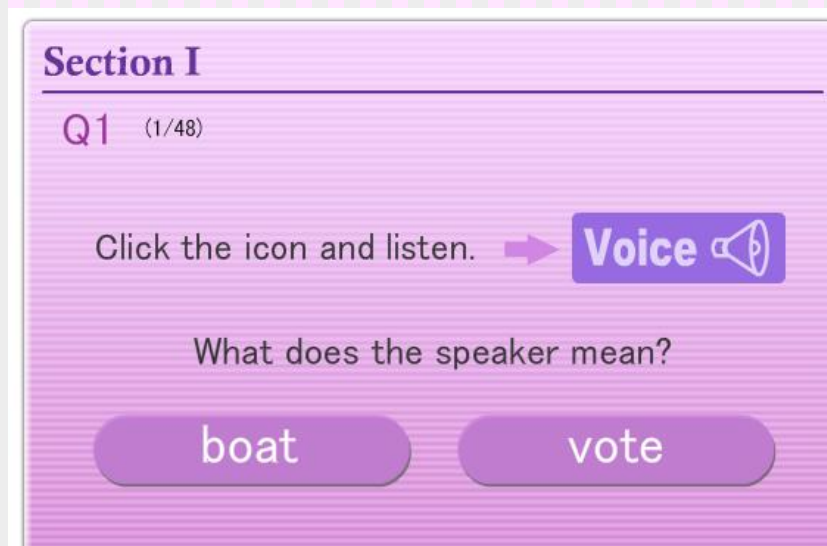 Section I
Q1 (1/48)
Click the icon and listen. Voice
What does the speaker mean?
boat vote